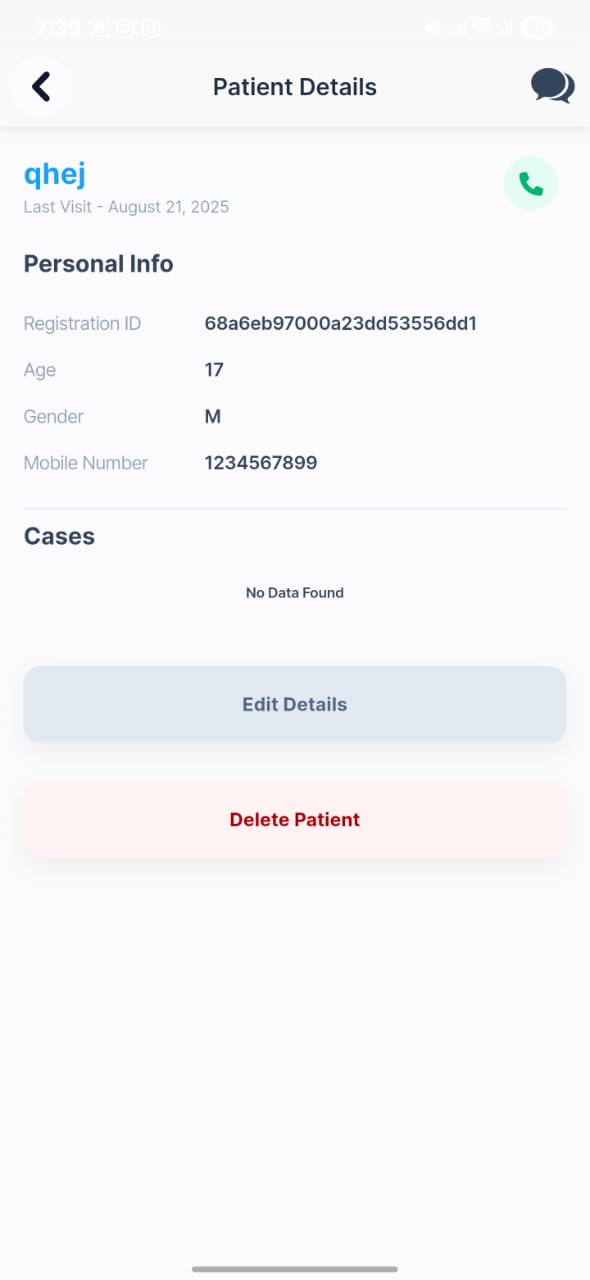 7:39
Patient Details
qhej
Last Visit - August 21, 2025
Personal Info
Registration ID 68a6eb97000a23dd53556dd1
Age 17
Gender M
Mobile Number 1234567899
Cases
No Data Found
Edit Details
Delete Patient